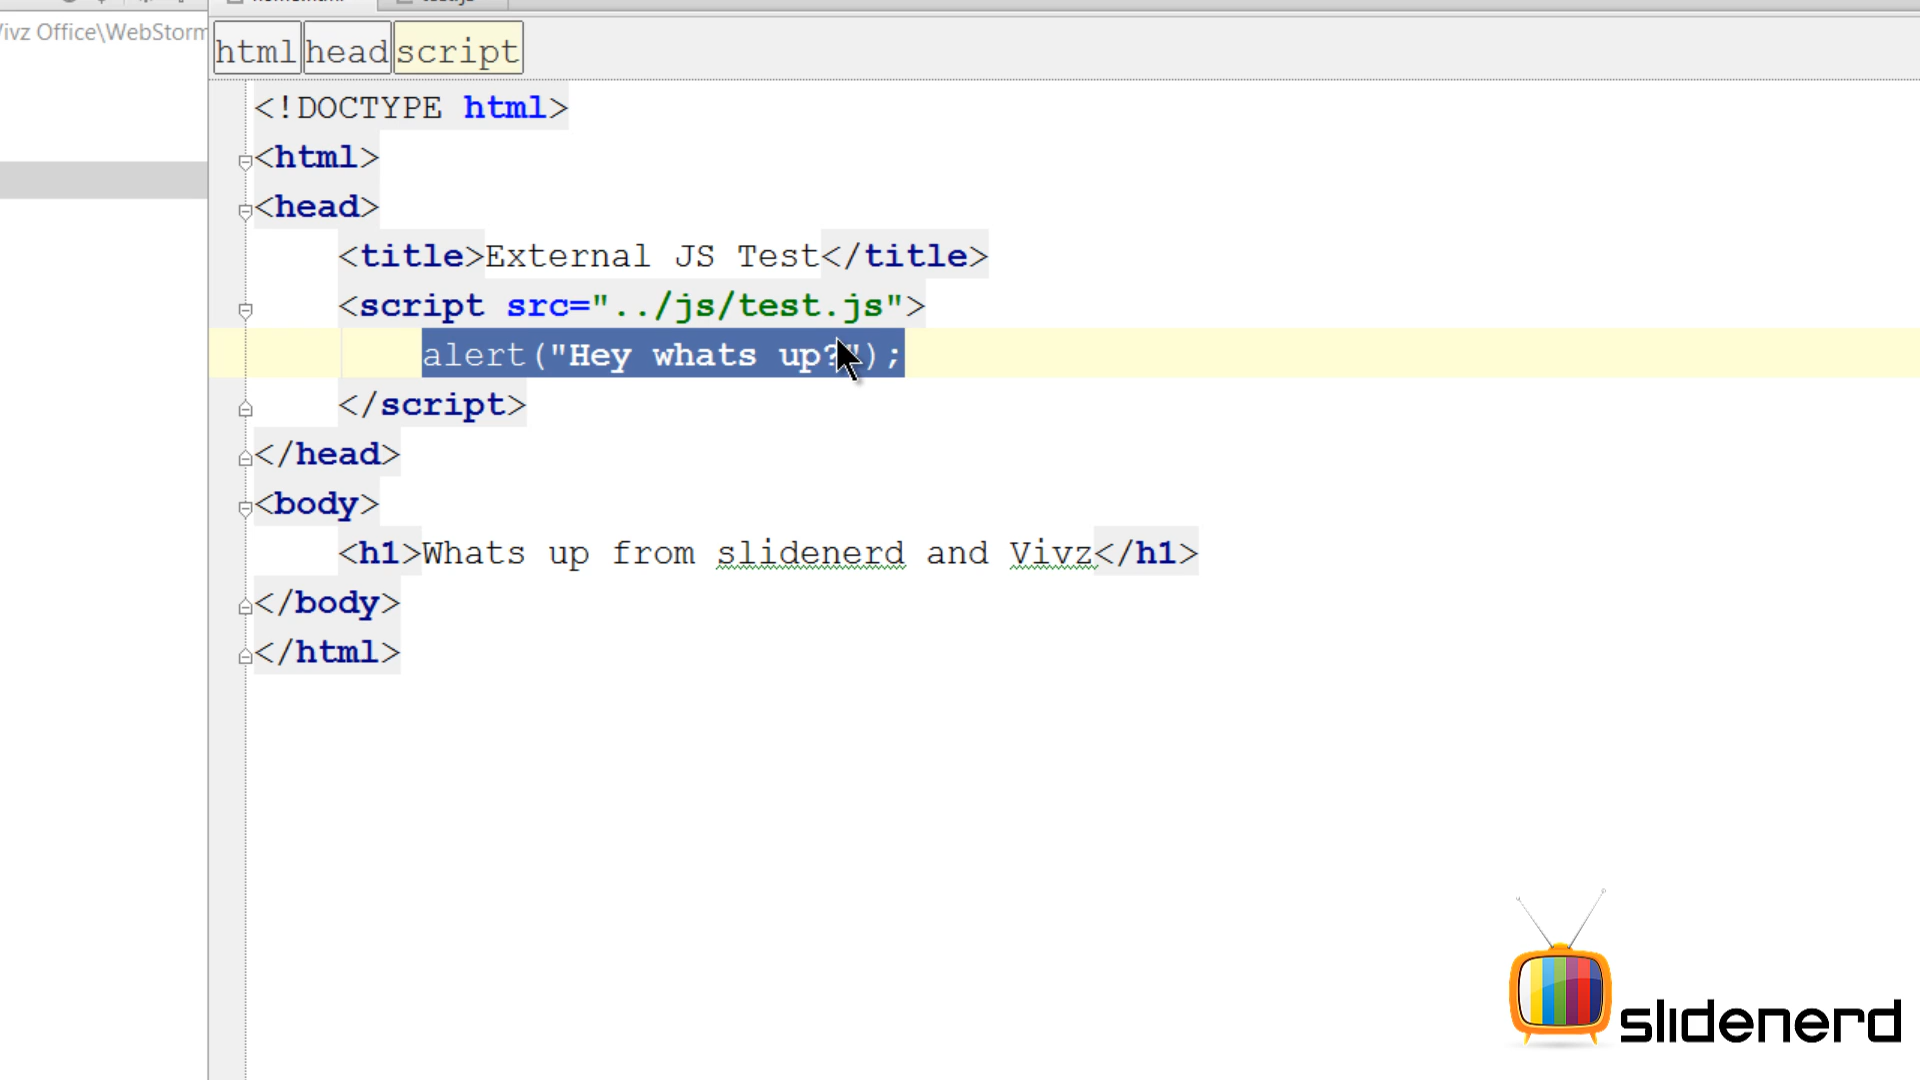 ivz Office\WebStorm
html head script
<!DOCTYPE html>
<html>
<head>
<title>External JS Test</title>
<script src="../js/test.js">
alert("Hey whats up?");
</script>
</head>
<body>
<h1>Whats up from slidenerd and Vivz</h1>
</body>
</html>
slidenerd